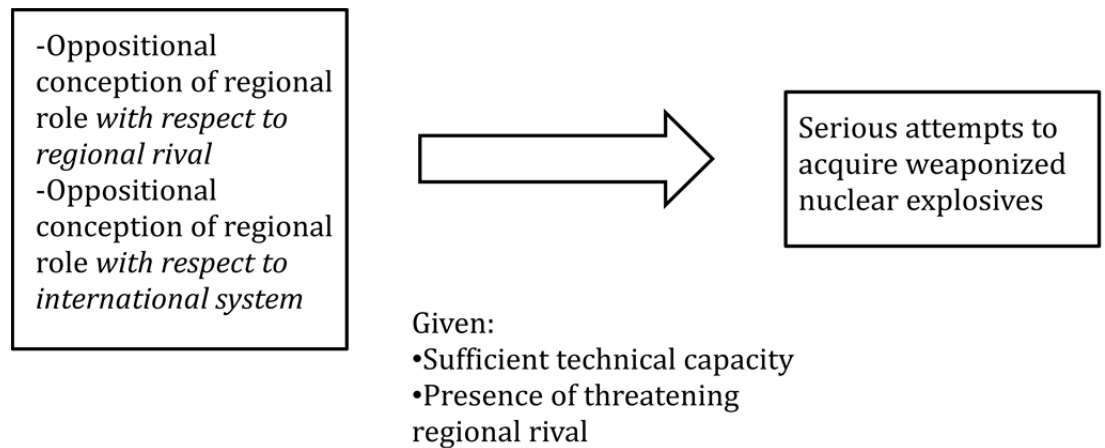 -Oppositional
conception of regional
role with respect to
regional rival
-Oppositional
conception of regional
role with respect to
international system
Serious attempts to
acquire weaponized
nuclear explosives
Given:
•Sufficient technical capacity
•Presence of threatening
regional rival